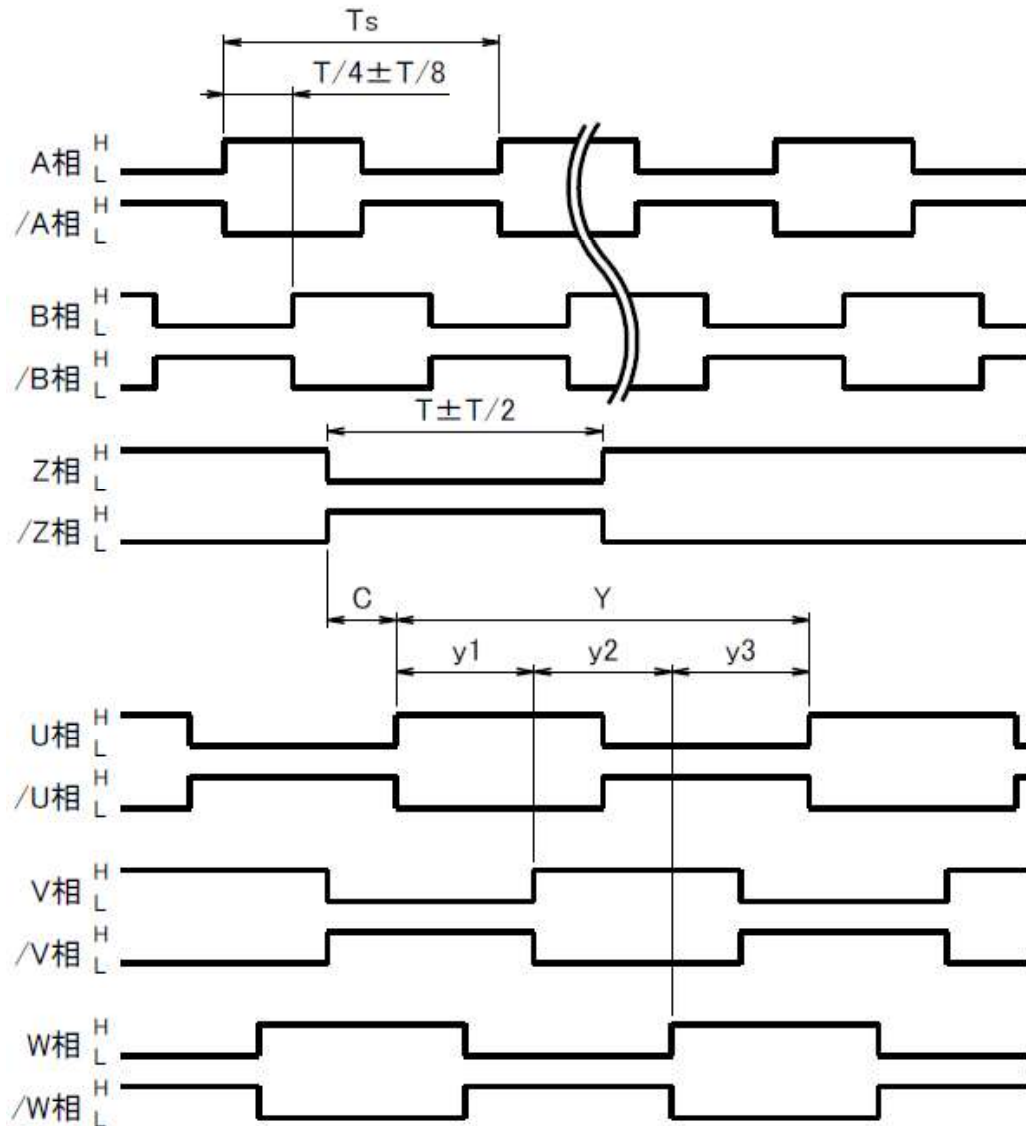 Ts
T/4±T/8
A相 H
L
/A相 H
L
B相 H
L
/B相 H
L
T±T/2
Z相 H
L
/Z相 H
L
C Y
y1 y2 y3
U相 H
L
/U相 H
L
V相 H
L
/V相 H
L
W相 H
L
/W相 H
L